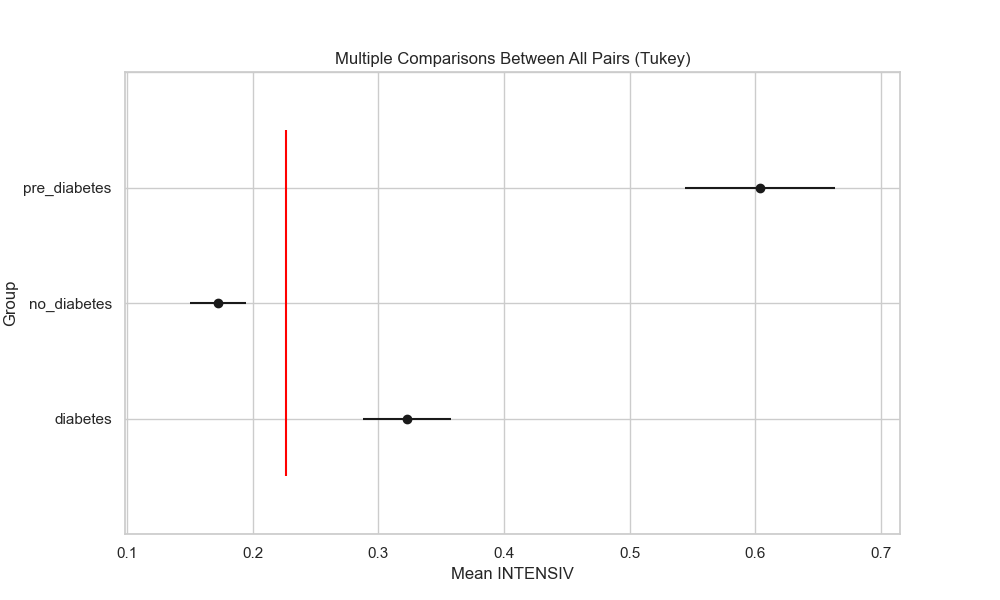 Multiple Comparisons Between All Pairs (Tukey)
pre_diabetes
no_diabetes
diabetes
Group
0.1 0.2 0.3 0.4 0.5 0.6 0.7
Mean INTENSIV